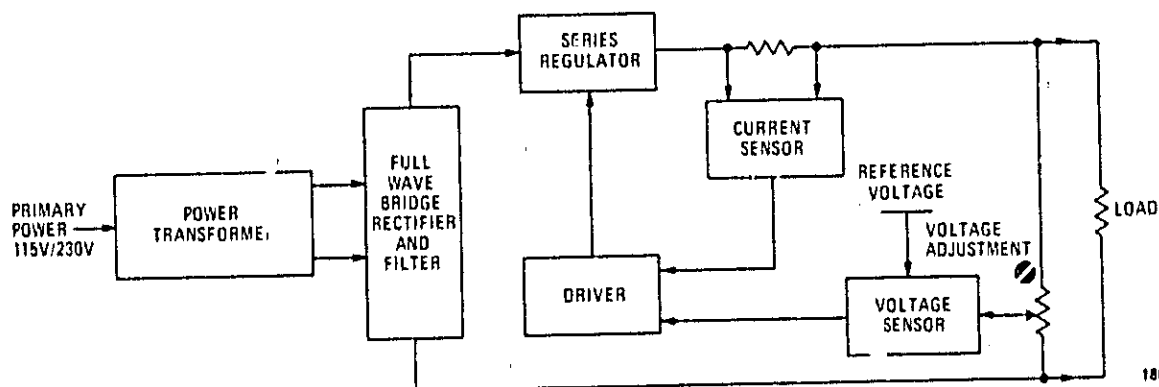 SERIES
REGULATOR
CURRENT
SENSOR
FULL
WAVE
BRIDGE
RECTIFIER
AND
FILTER
REFERENCE
VOLTAGE
PRIMARY
POWER
115V/230V
POWER
VOLTAGE
ADJUSTMENT
LOAD
DRIVER
VOLTAGE
SENSOR